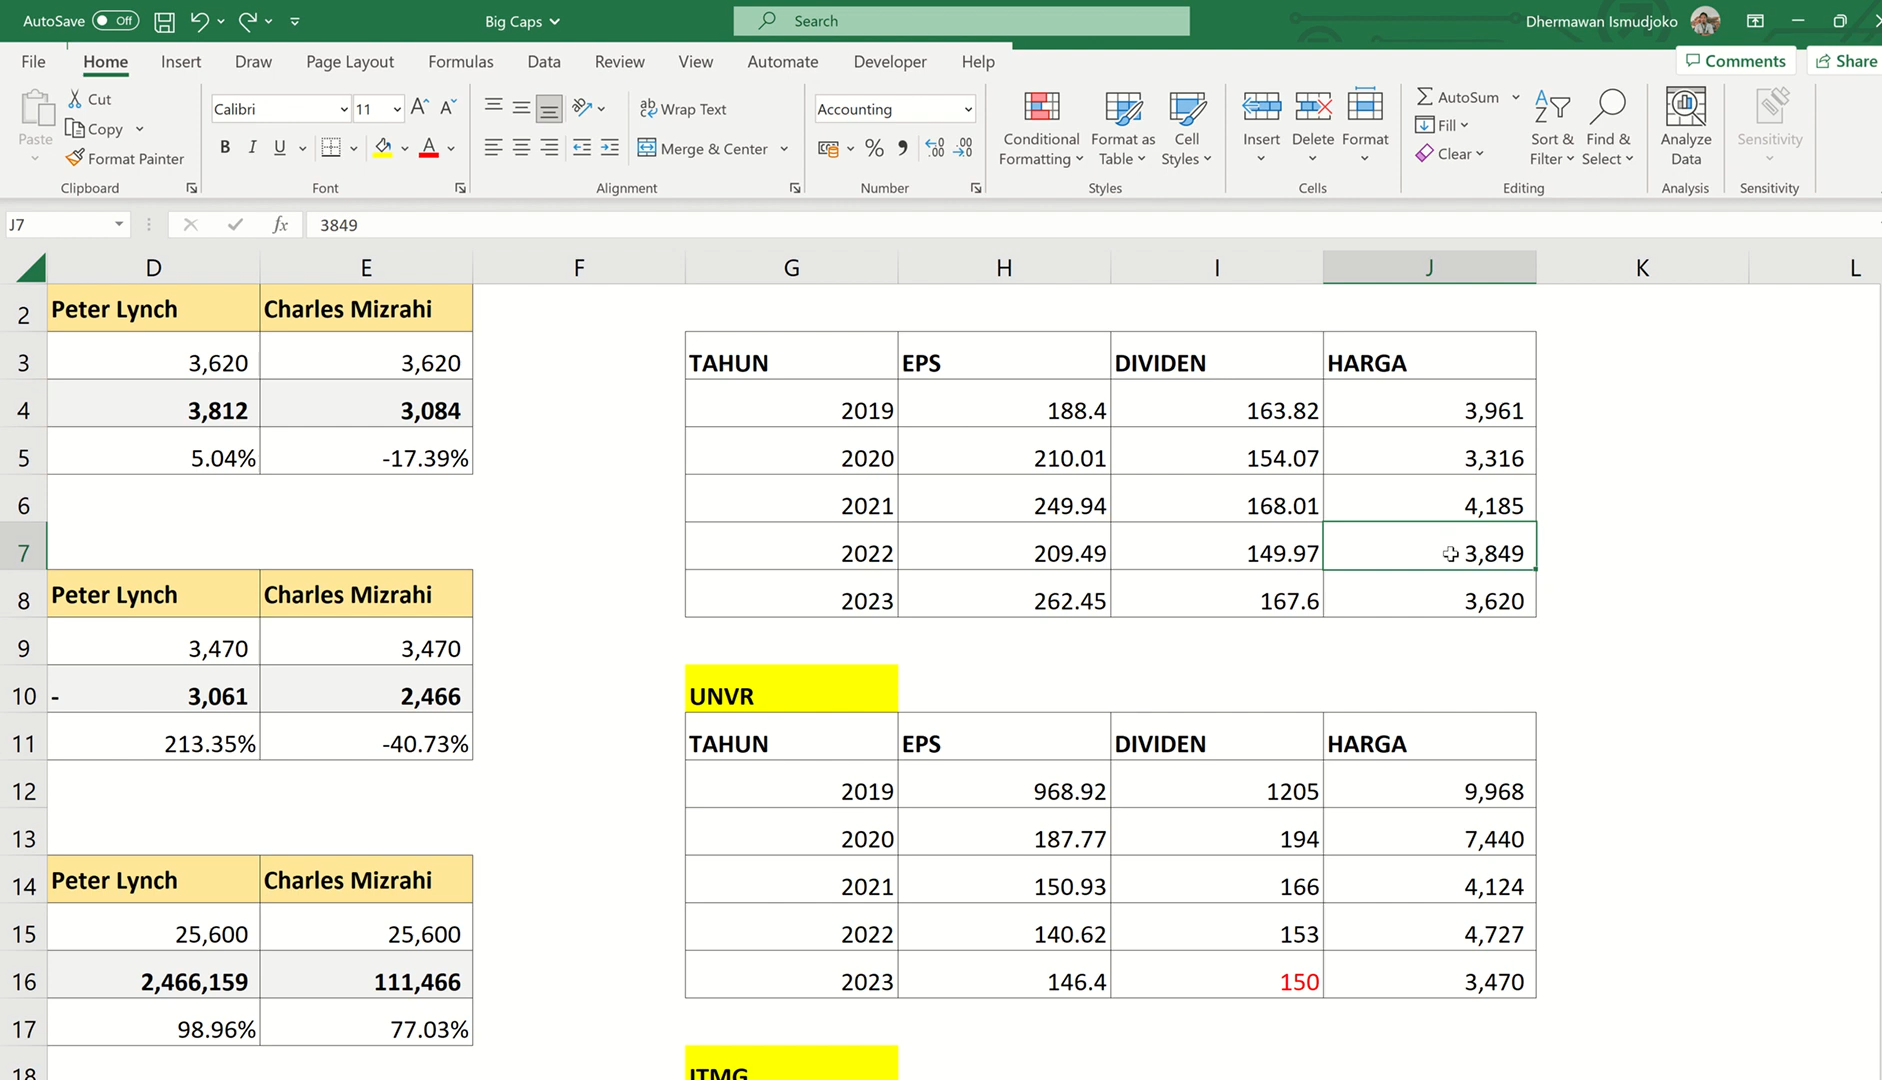 AutoSave Off Big Caps Search Dhermawan Ismudjoko
File Home Insert Draw Page Layout Formulas Data Review View Automate Developer Help Comments Share
Paste Cut Copy Format Painter Clipboard
Calibri 11 A^ A˅ B I U A Font
ab Wrap Text Merge & Center Alignment
Accounting % 9 Number
Conditional Formatting Format as Table Cell Styles Styles
Insert Delete Format Cells
AutoSum Fill Clear Sort & Filter Find & Select Editing
Analyze Data Analysis
Sensitivity Sensitivity
J7 fx 3849
D E F G H I J K L
2 Peter Lynch Charles Mizrahi
3 3,620 3,620 TAHUN EPS DIVIDEN HARGA
4 3,812 3,084 2019 188.4 163.82 3,961
5 5.04% -17.39% 2020 210.01 154.07 3,316
6 2021 249.94 168.01 4,185
7 2022 209.49 149.97 3,849
8 Peter Lynch Charles Mizrahi 2023 262.45 167.6 3,620
9 3,470 3,470
10 - 3,061 2,466 UNVR
11 213.35% -40.73% TAHUN EPS DIVIDEN HARGA
12 2019 968.92 1205 9,968
13 2020 187.77 194 7,440
14 Peter Lynch Charles Mizrahi 2021 150.93 166 4,124
15 25,600 25,600 2022 140.62 153 4,727
16 2,466,159 111,466 2023 146.4 150 3,470
17 98.96% 77.03%
18 ITMG